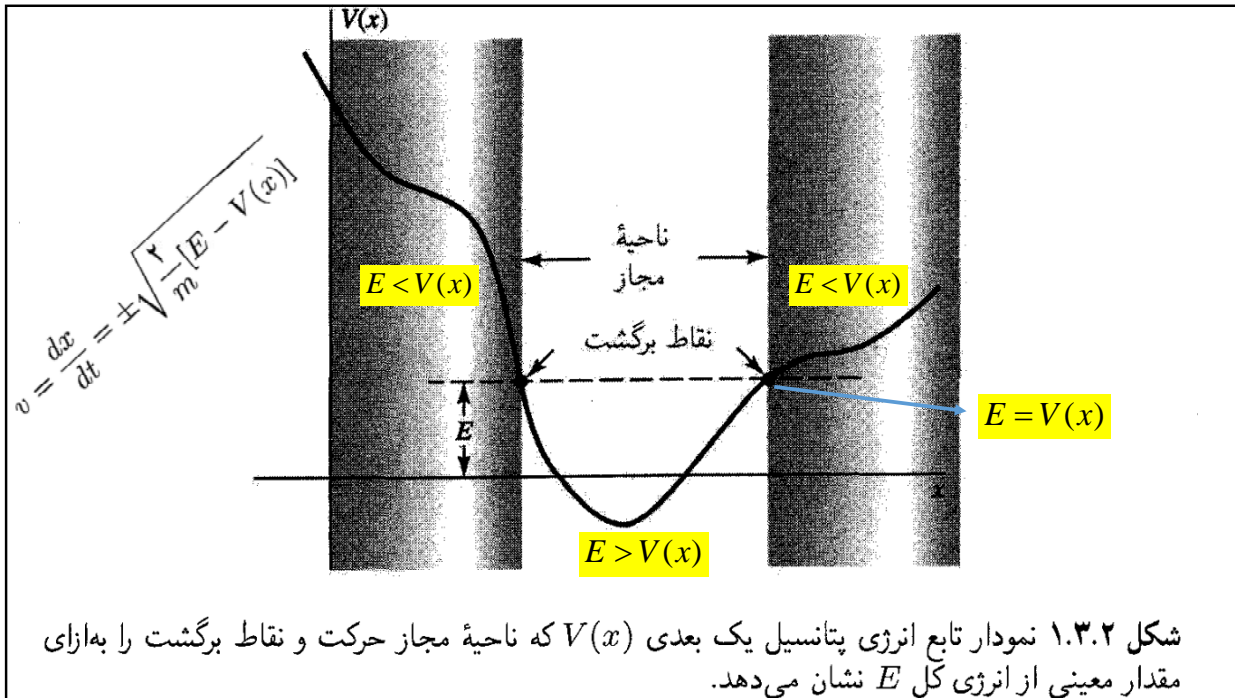 V(x)
v = dx/dt = ±√(۲/m [E − V(x)])
ناحیهٔ
مجاز
E < V(x)
E < V(x)
نقاط برگشت
E
E = V(x)
x
E > V(x)
شکل ۱.۳.۲ نمودار تابع انرژی پتانسیل یک بعدی V(x) که ناحیهٔ مجاز حرکت و نقاط برگشت را به‌ازای
مقدار معینی از انرژی کل E نشان می‌دهد.